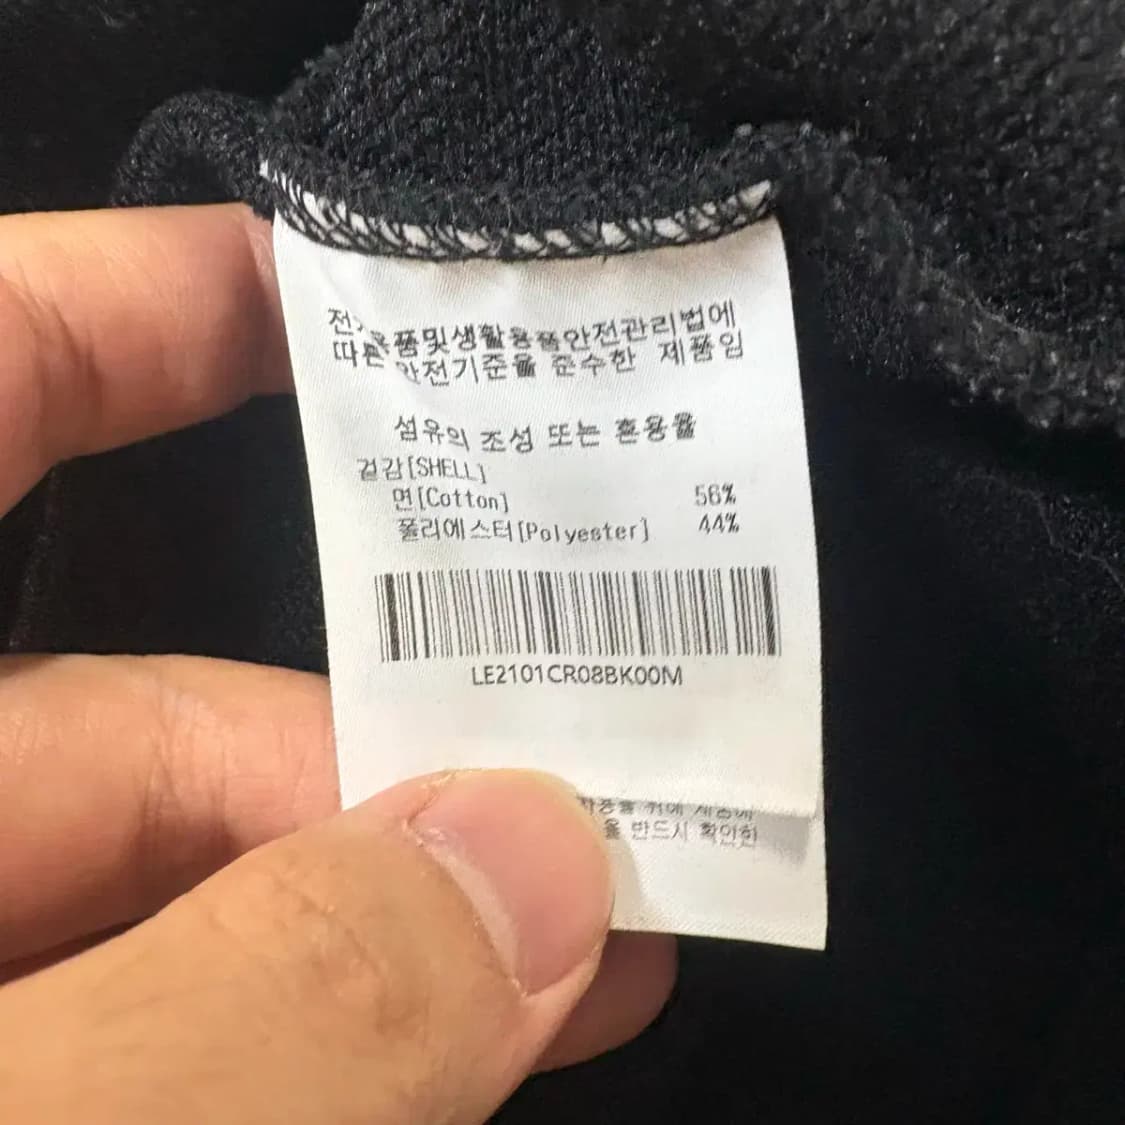 전기용품및생활용품안전관리법에
따른 안전기준을 준수한 제품임
섬유의 조성 또는 혼용율
겉감[SHELL]
면[Cotton] 56%
폴리에스터[Polyester] 44%
LE2101CR08BK00M
위에
을 반드시 확인한